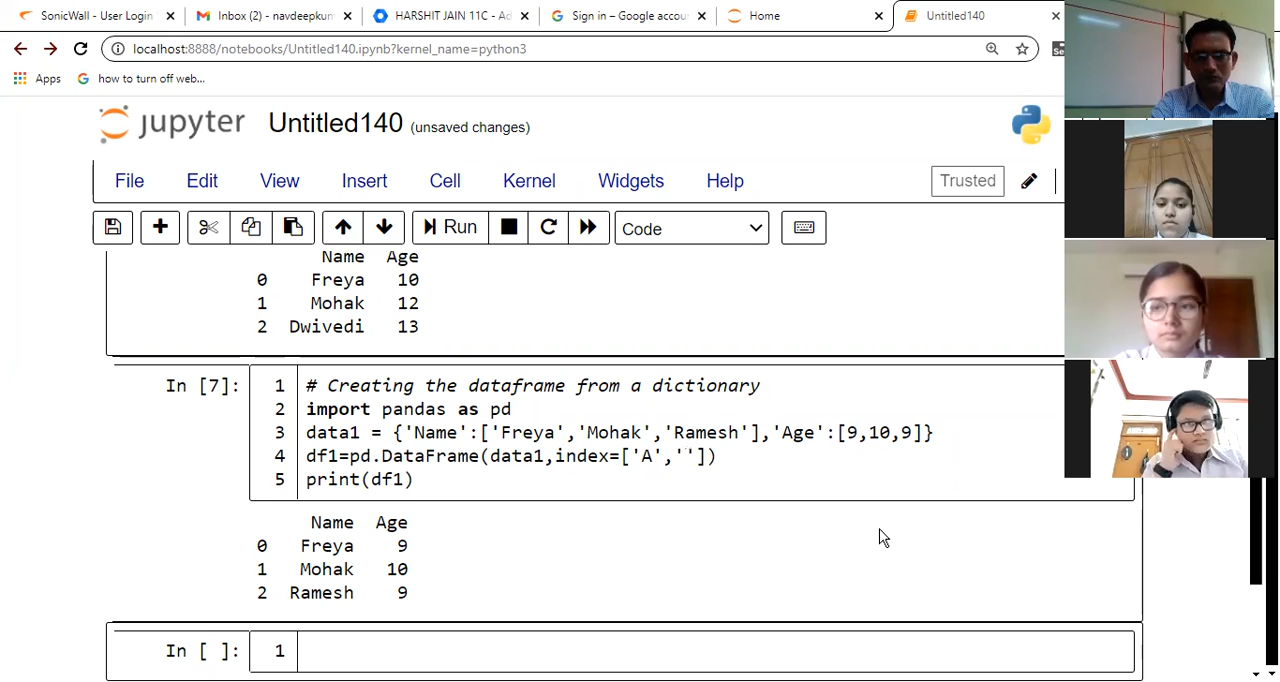 SonicWall - User Login
Inbox (2) - navdeepkun
HARSHIT JAIN 11C - Ad
Sign in – Google accou
Home
Untitled140
localhost:8888/notebooks/Untitled140.ipynb?kernel_name=python3
Se
Apps
how to turn off web...
jupyter Untitled140 (unsaved changes)
File Edit View Insert Cell Kernel Widgets Help
Trusted
Run
Code
Name Age
0 Freya 10
1 Mohak 12
2 Dwivedi 13
In [7]:
1 # Creating the dataframe from a dictionary
2 import pandas as pd
3 data1 = {'Name':['Freya','Mohak','Ramesh'],'Age':[9,10,9]}
4 df1=pd.DataFrame(data1,index=['A',''])
5 print(df1)
Name Age
0 Freya 9
1 Mohak 10
2 Ramesh 9
In [ ]: 1